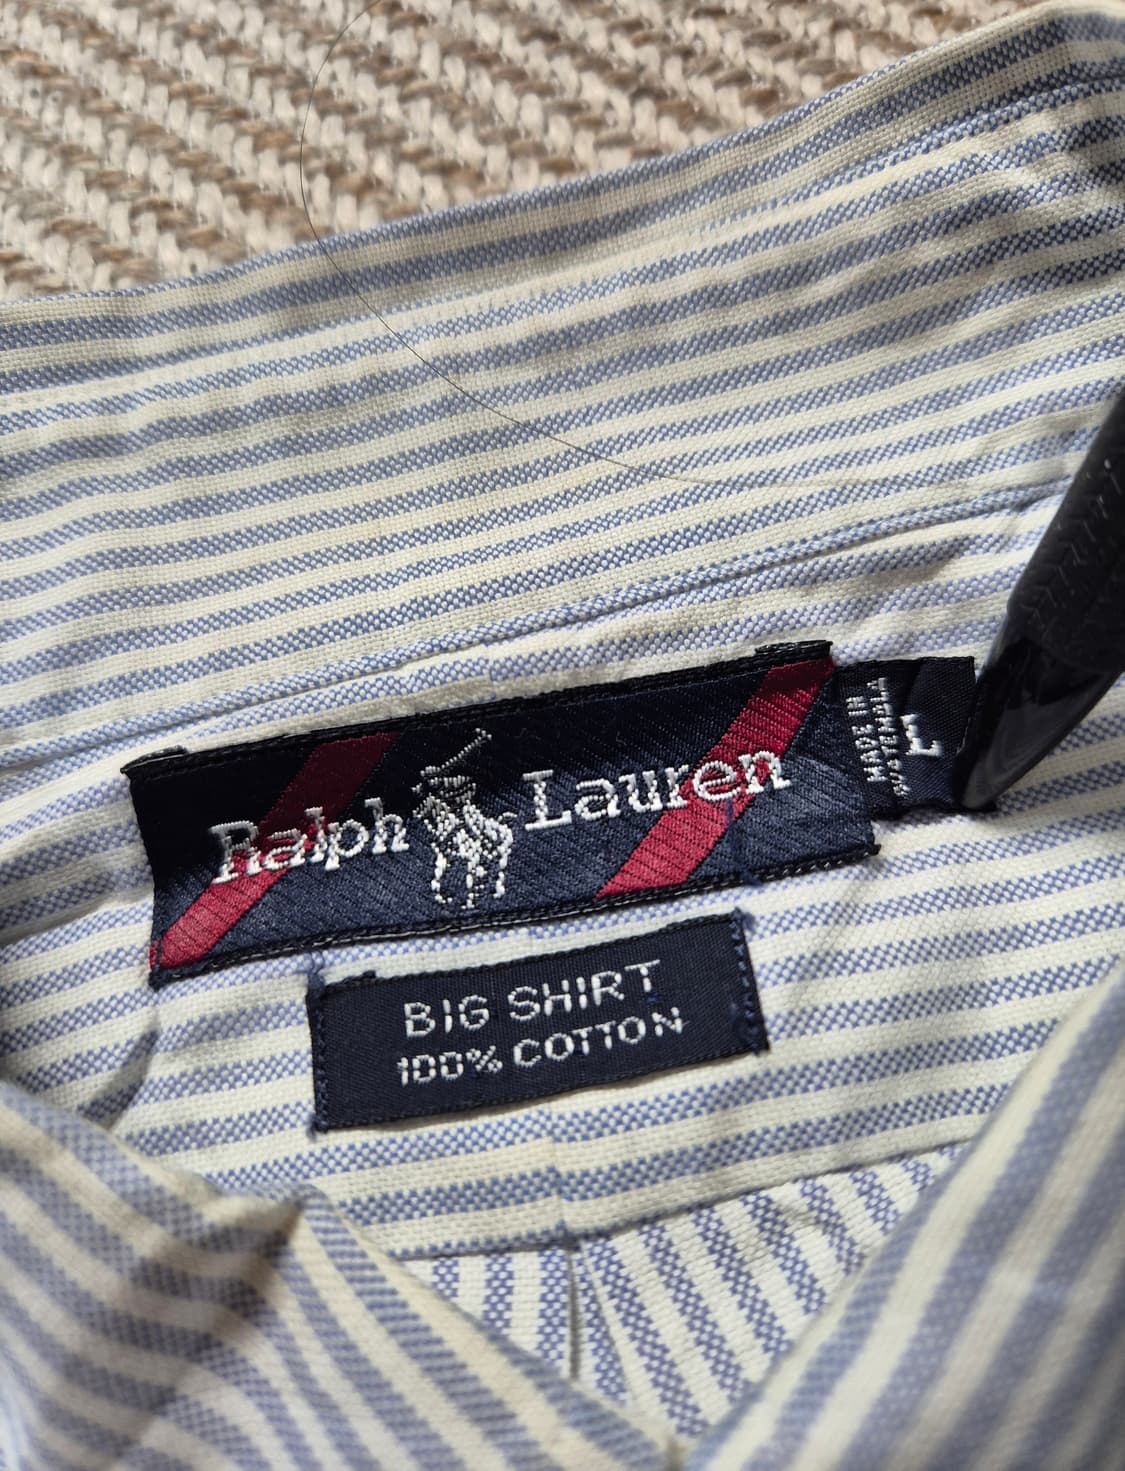 Ralph Lauren
L
MADE IN
BIG SHIRT
100% COTTON